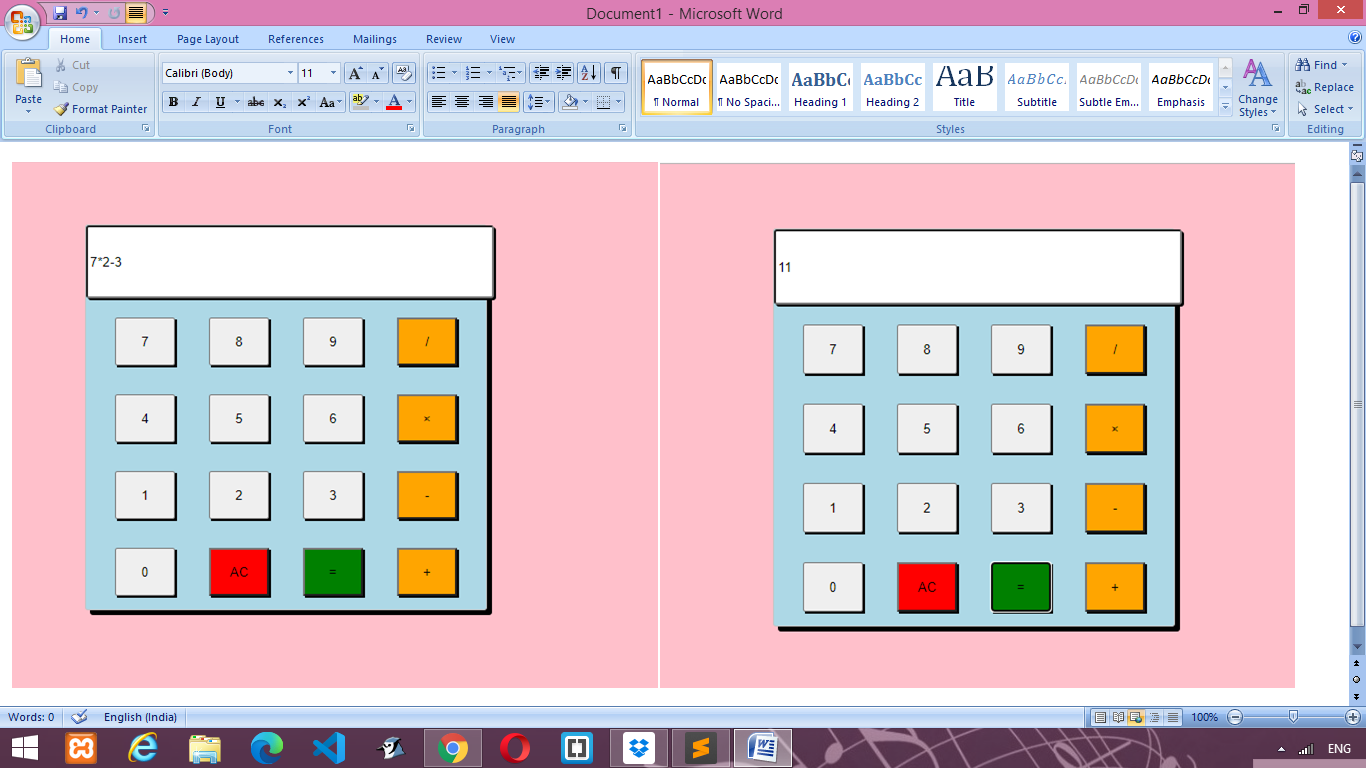 Document1 - Microsoft Word
Home Insert Page Layout References Mailings Review View
Paste
Cut
Copy
Format Painter
Clipboard
Calibri (Body) 11
B I U abc x₂ x² Aa
Font
Paragraph
AaBbCcDc AaBbCcDc AaBbC AaBbCc AaB AaBbCc. AaBbCcDc AaBbCcDc
¶ Normal ¶ No Spaci... Heading 1 Heading 2 Title Subtitle Subtle Em... Emphasis
Change Styles
Styles
Find
Replace
Select
Editing
7*2-3
7 8 9 /
4 5 6 ×
1 2 3 -
0 AC = +
11
7 8 9 /
4 5 6 ×
1 2 3 -
0 AC = +
Words: 0 English (India) 100%
ENG